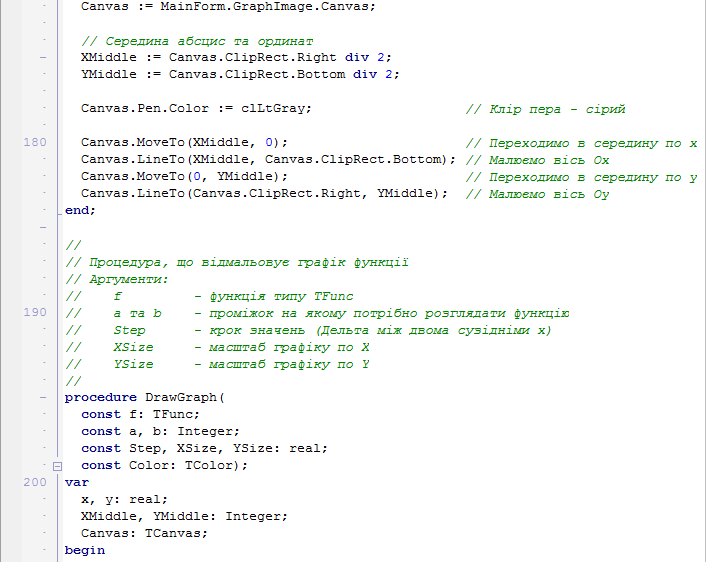 Canvas := MainForm.GraphImage.Canvas;
// Середина абсцис та ординат
XMiddle := Canvas.ClipRect.Right div 2;
YMiddle := Canvas.ClipRect.Bottom div 2;
Canvas.Pen.Color := clLtGray; // Клір пера – сірий
180 Canvas.MoveTo(XMiddle, 0); // Переходимо в середину по x
Canvas.LineTo(XMiddle, Canvas.ClipRect.Bottom); // Малюємо вісь Ox
Canvas.MoveTo(0, YMiddle); // Переходимо в середину по y
Canvas.LineTo(Canvas.ClipRect.Right, YMiddle); // Малюємо вісь Oy
end;
//
// Процедура, що відмальовує графік функції
// Аргументи:
// f – функція типу TFunc
190 // a та b – проміжок на якому потрібно розглядати функцію
// Step – крок значень (Дельта між двома сувідніми x)
// XSize – масштаб графіку по X
// YSize – масштаб графіку по Y
//
procedure DrawGraph(
const f: TFunc;
const a, b: Integer;
const Step, XSize, YSize: real;
const Color: TColor);
200 var
x, y: real;
XMiddle, YMiddle: Integer;
Canvas: TCanvas;
begin